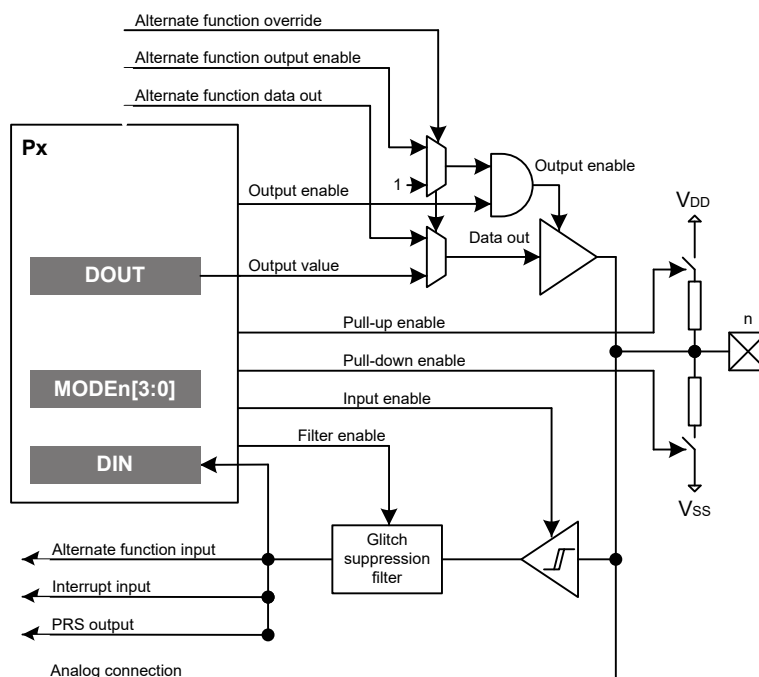 Alternate function override
Alternate function output enable
Alternate function data out
Px
Output enable
1
Output enable
VDD
DOUT
Output value
Data out
n
Pull-up enable
Pull-down enable
MODEn[3:0]
Input enable
Filter enable
DIN
VSS
Glitch
suppression
filter
Alternate function input
Interrupt input
PRS output
Analog connection